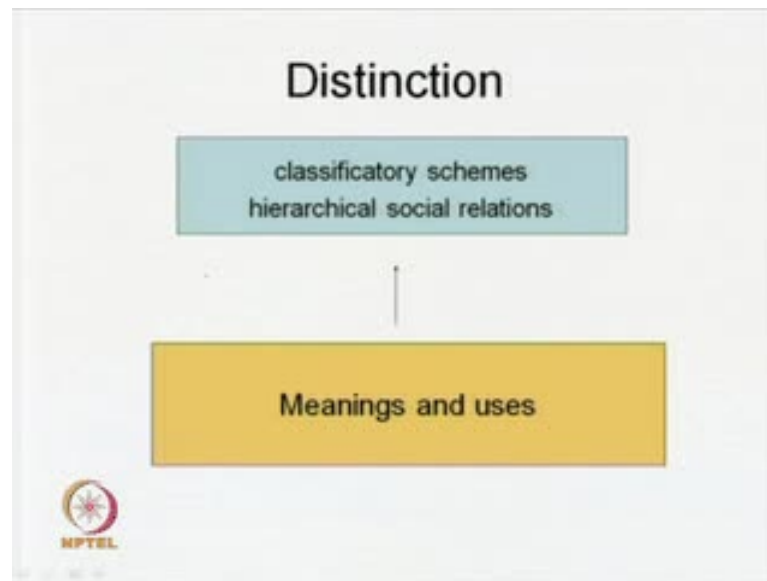 Distinction
classificatory schemes
hierarchical social relations
Meanings and uses
NPTEL